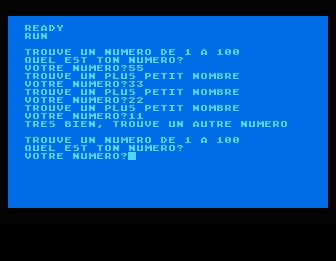 READY
RUN
TROUVE UN NUMERO DE 1 A 100
QUEL EST TON NUMERO?
VOTRE NUMERO?55
TROUVE UN PLUS PETIT NOMBRE
VOTRE NUMERO?33
TROUVE UN PLUS PETIT NOMBRE
VOTRE NUMERO?22
TROUVE UN PLUS PETIT NOMBRE
VOTRE NUMERO?11
TRES BIEN, TROUVE UN AUTRE NUMERO
TROUVE UN NUMERO DE 1 A 100
QUEL EST TON NUMERO?
VOTRE NUMERO?